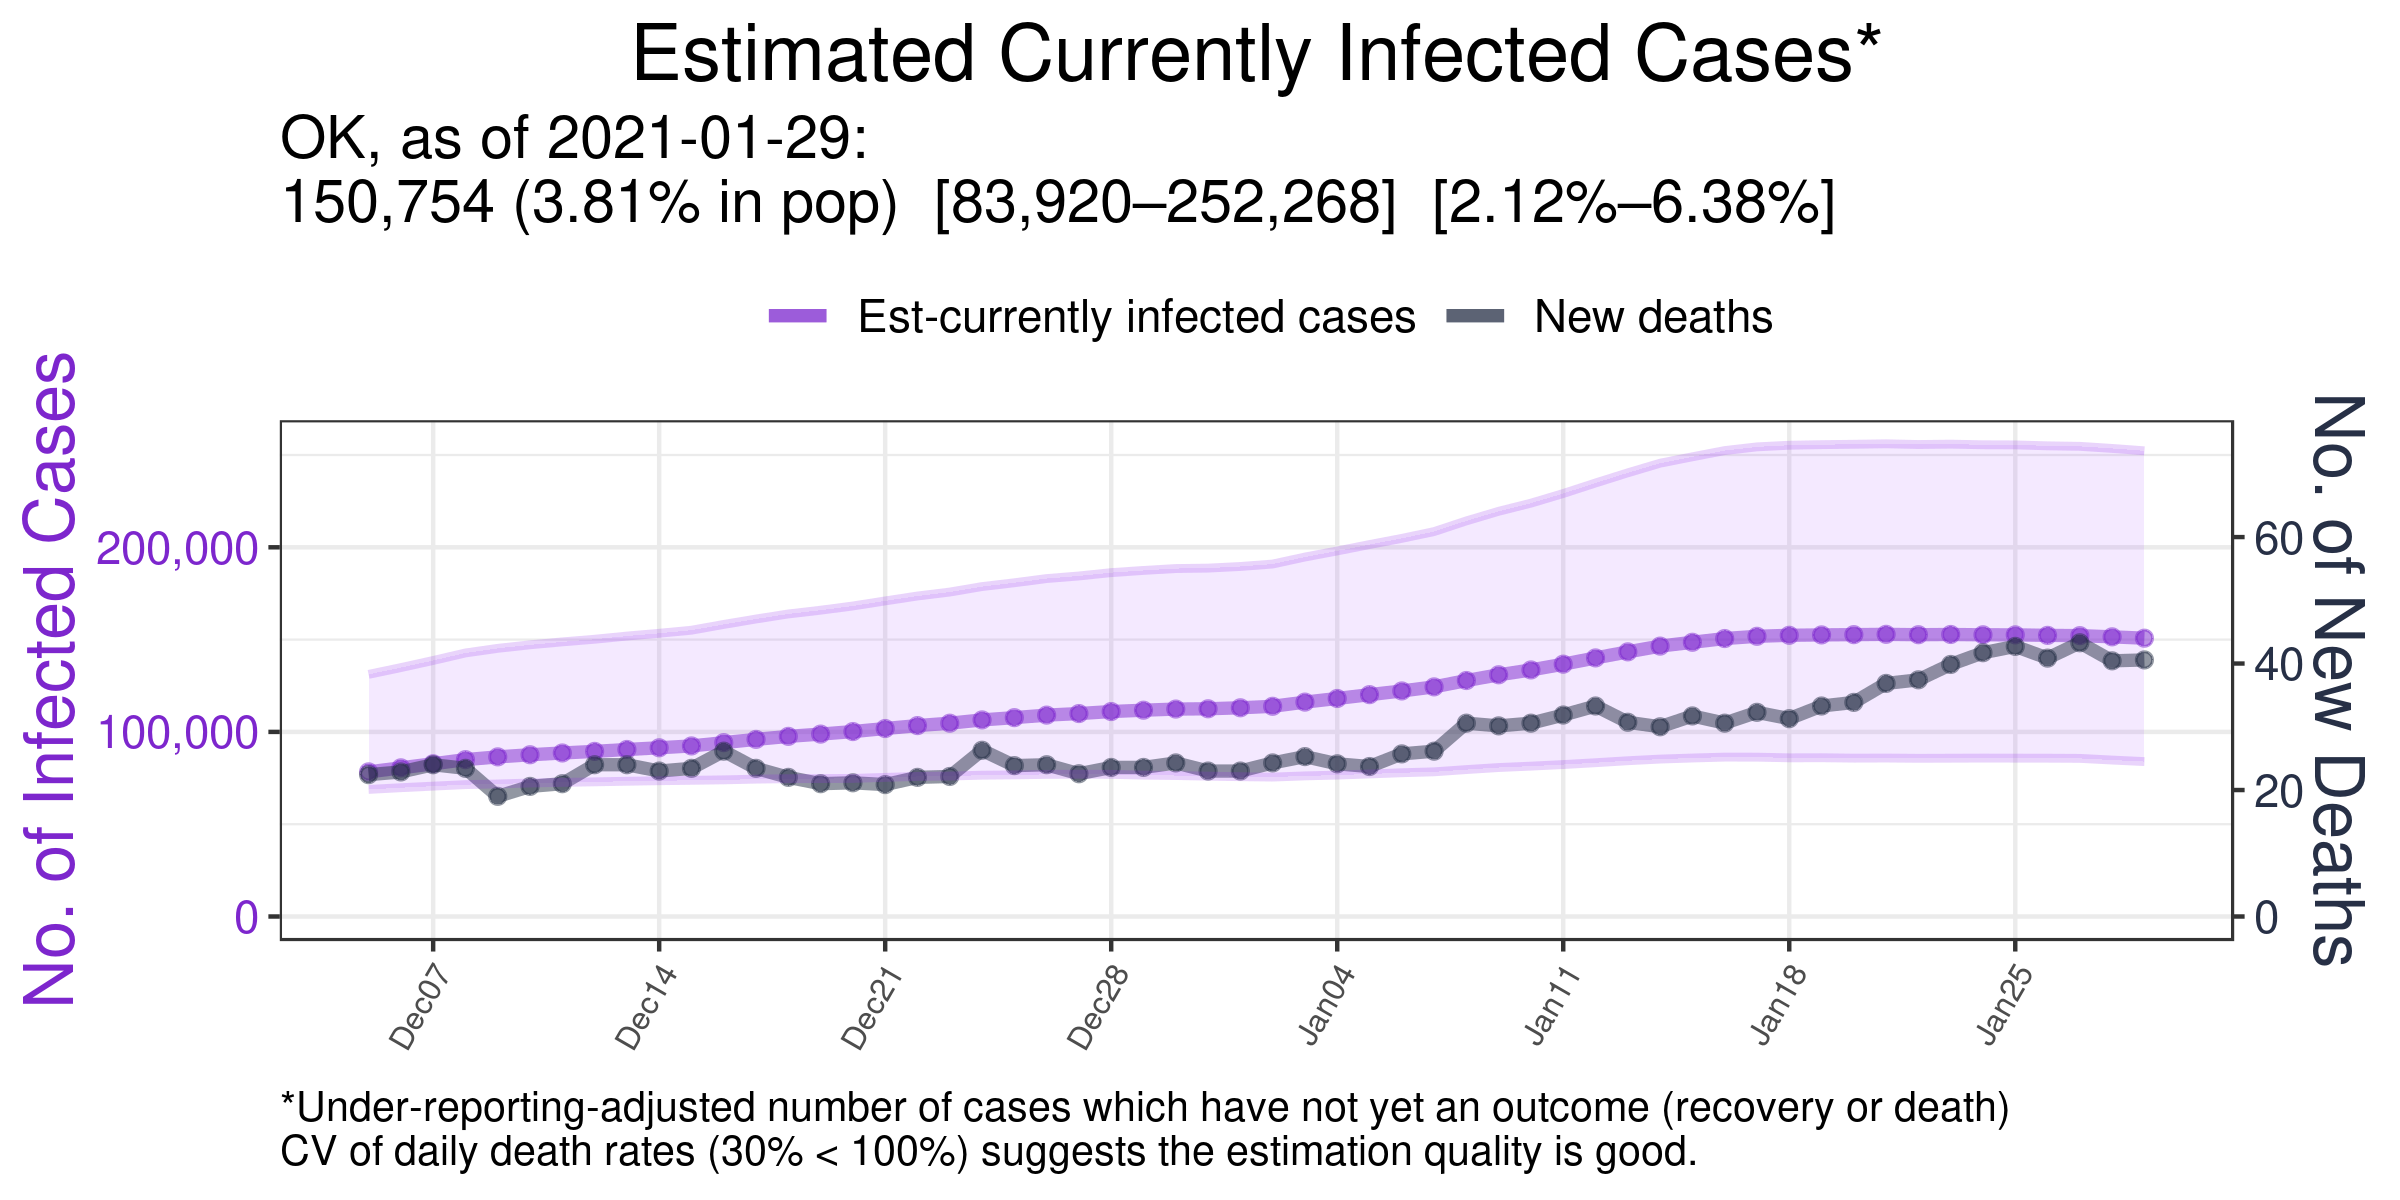 Estimated Currently Infected Cases*
OK, as of 2021-01-29:
150,754 (3.81% in pop)  [83,920–252,268]  [2.12%–6.38%]
Est-currently infected cases
New deaths
No. of Infected Cases
200,000
100,000
0
60
40
20
0
No. of New Deaths
Dec07
Dec14
Dec21
Dec28
Jan04
Jan11
Jan18
Jan25
*Under-reporting-adjusted number of cases which have not yet an outcome (recovery or death)
CV of daily death rates (30% < 100%) suggests the estimation quality is good.